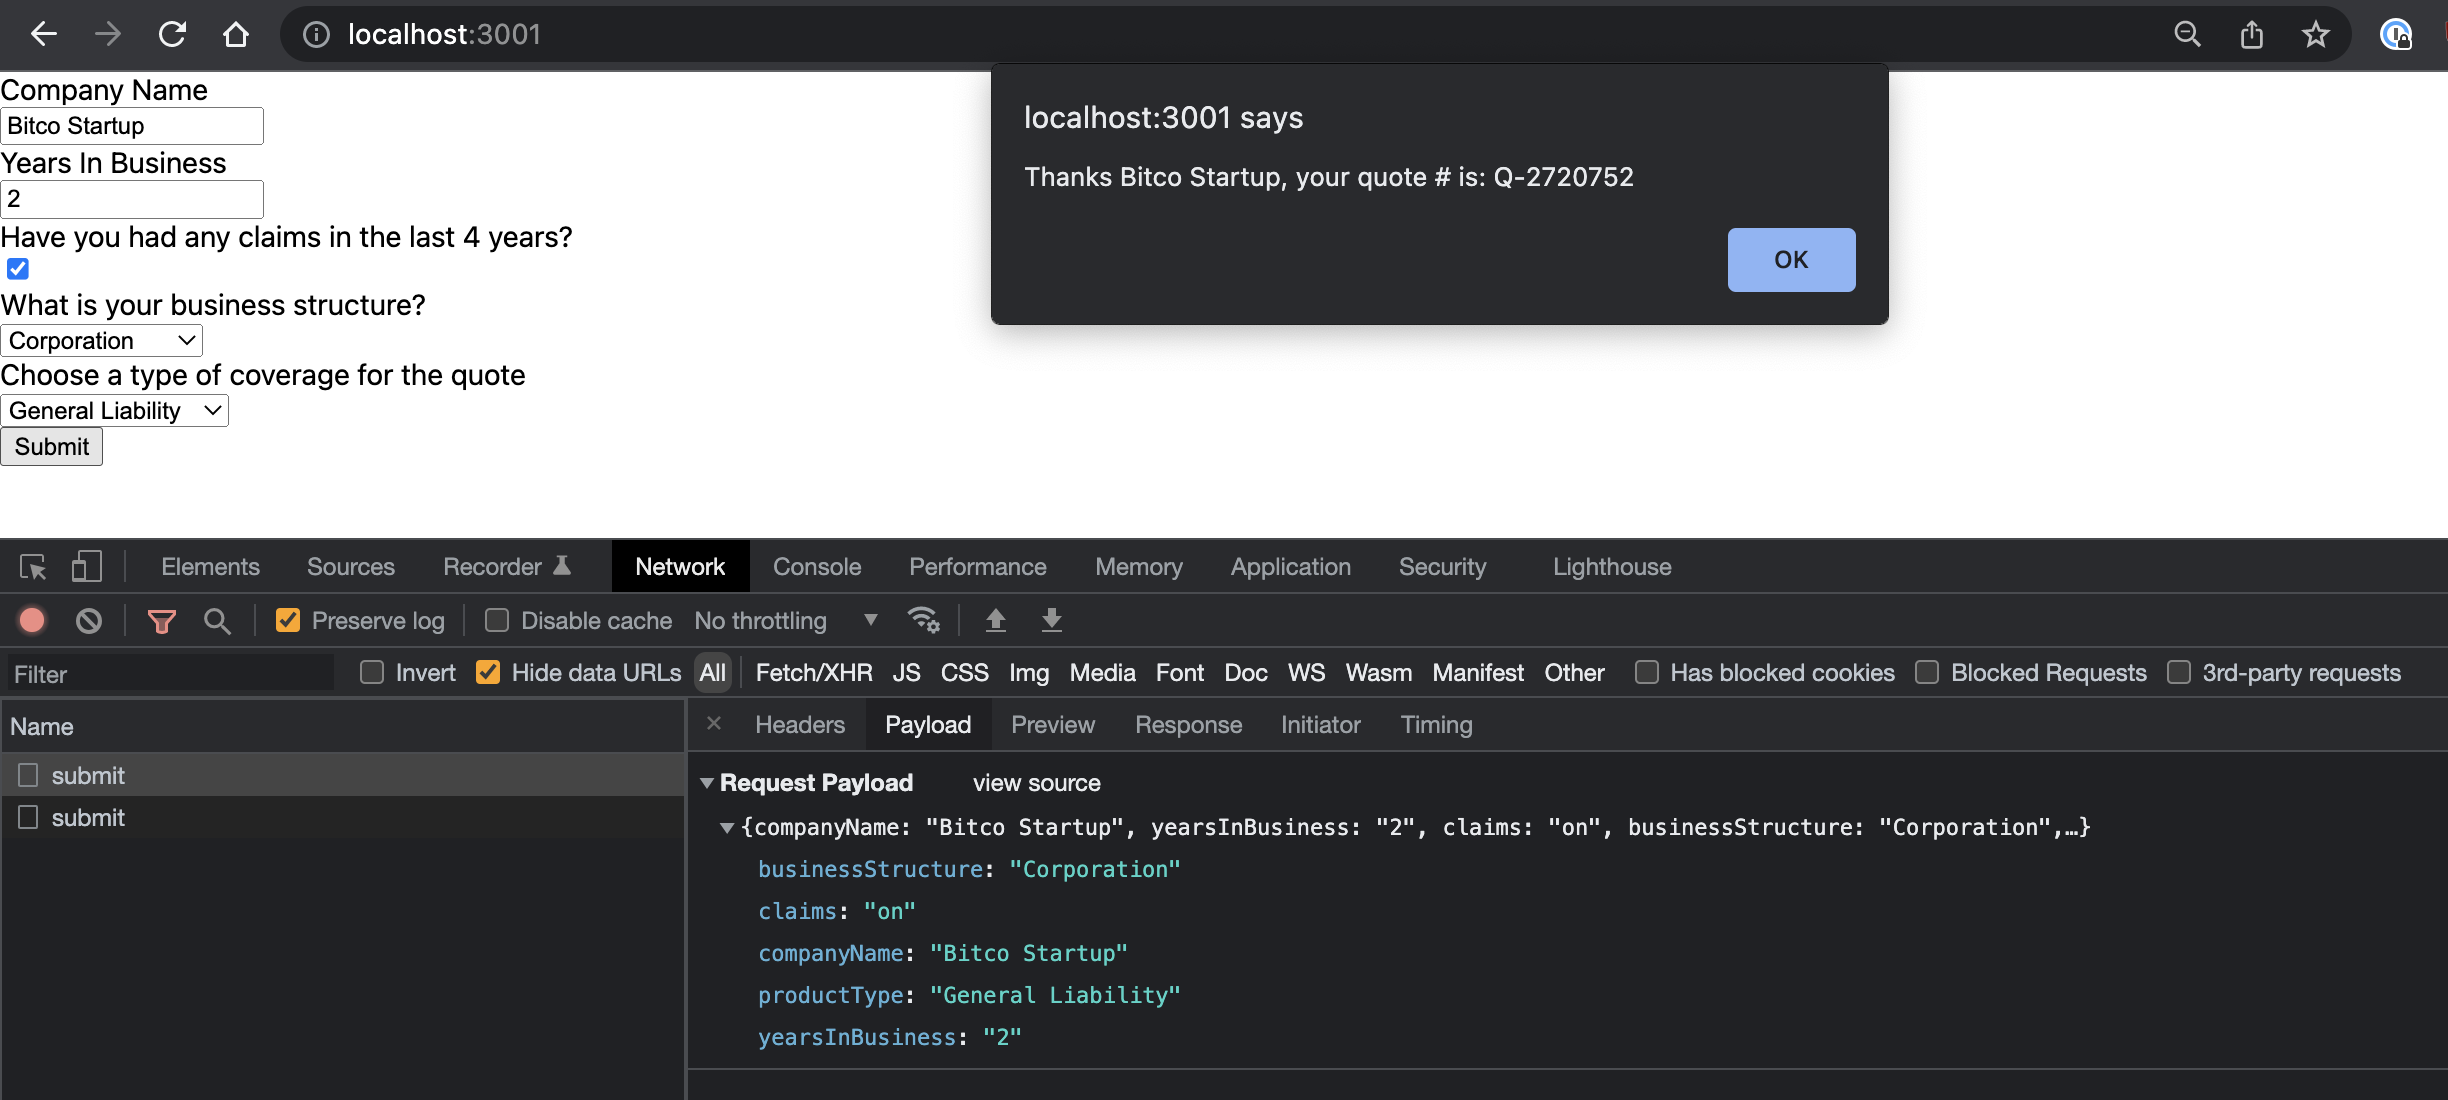 localhost:3001
Company Name
Bitco Startup
Years In Business
2
Have you had any claims in the last 4 years?
What is your business structure?
Corporation
Choose a type of coverage for the quote
General Liability
Submit
localhost:3001 says
Thanks Bitco Startup, your quote # is: Q-2720752
OK
Elements Sources Recorder Network Console Performance Memory Application Security Lighthouse
Preserve log Disable cache No throttling
Filter Invert Hide data URLs All Fetch/XHR JS CSS Img Media Font Doc WS Wasm Manifest Other Has blocked cookies Blocked Requests 3rd-party requests
Name
submit
submit
Headers Payload Preview Response Initiator Timing
Request Payload view source
{companyName: "Bitco Startup", yearsInBusiness: "2", claims: "on", businessStructure: "Corporation",…}
businessStructure: "Corporation"
claims: "on"
companyName: "Bitco Startup"
productType: "General Liability"
yearsInBusiness: "2"